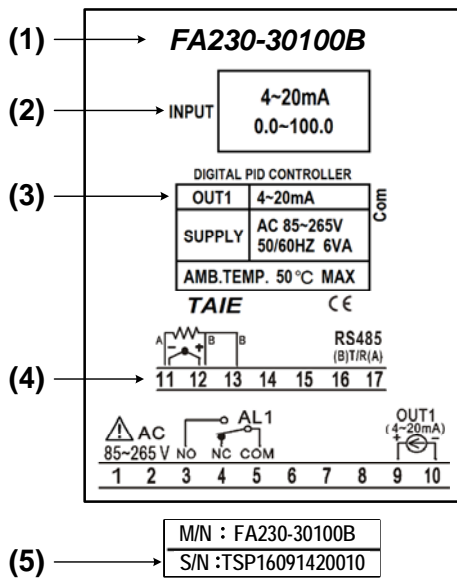 (1) FA230-30100B
(2) INPUT 4~20mA
0.0~100.0
DIGITAL PID CONTROLLER
(3) OUT1 4~20mA Com
SUPPLY AC 85~265V
50/60HZ 6VA
AMB.TEMP. 50°C MAX
TAIE CE
A B B RS485
- + (B)T/R(A)
(4) 11 12 13 14 15 16 17
AL1 OUT1
AC (4~20mA)
85~265 V NO NC COM + -
1 2 3 4 5 6 7 8 9 10
M/N : FA230-30100B
(5) S/N :TSP16091420010